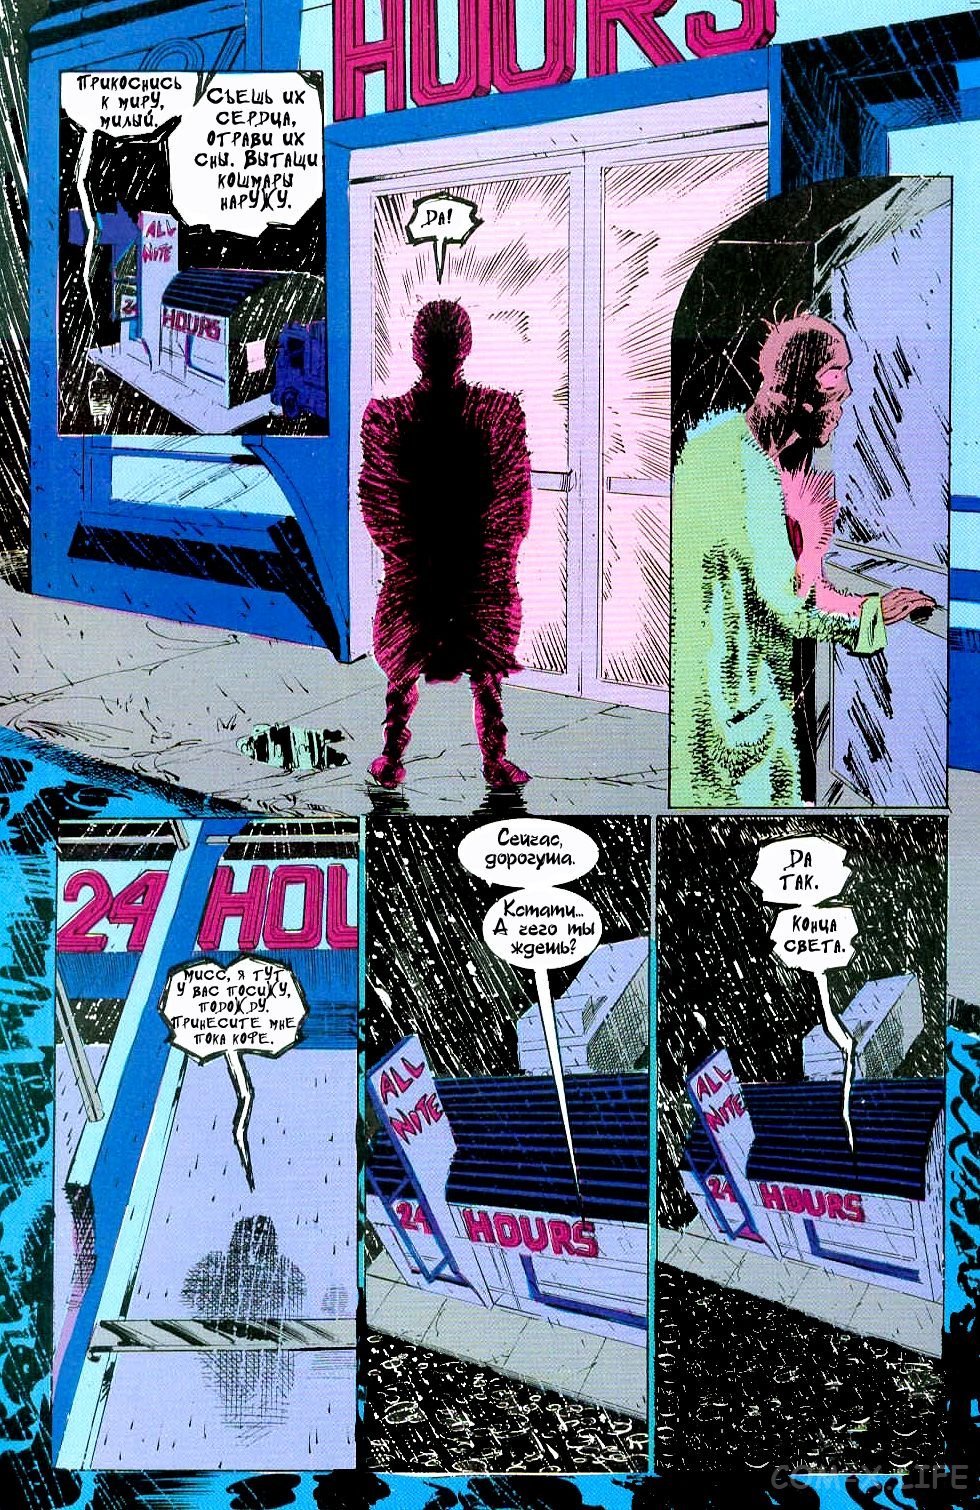 HOURS
Прикоснись
к миру,
милый.
Съешь их
сердца,
отрави их
сны. Вытащи
кошмары
наружу.
ALL
NITE
24
HOURS
Да!
24 HOU
Мисс, я тут
у вас посижу,
подожду.
Принесите мне
пока кофе.
Сейчас,
дорогуша.
Кстати...
А чего ты
ждешь?
ALL
NITE
24
HOURS
Да
так.
Конца
света.
ALL
NITE
24
HOURS
COM-X.LIFE